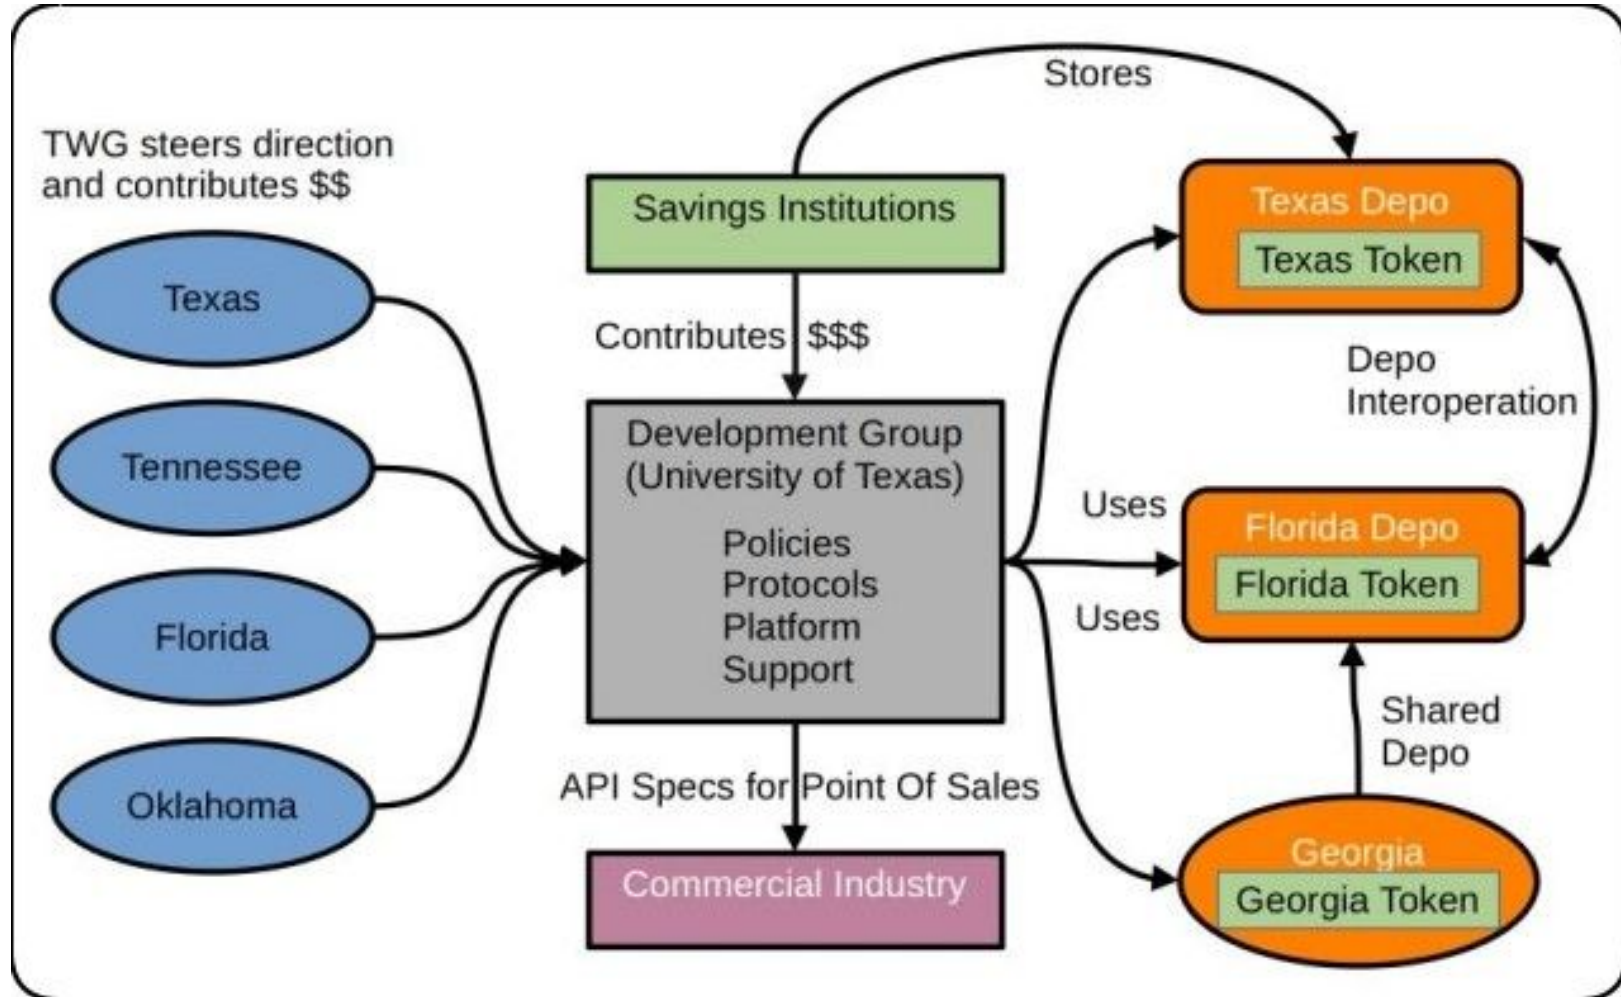 TWG steers direction
and contributes $$
Texas
Tennessee
Florida
Oklahoma
Stores
Savings Institutions
Contributes $$$
Development Group
(University of Texas)
Policies
Protocols
Platform
Support
API Specs for Point Of Sales
Commercial Industry
Texas Depo
Texas Token
Depo
Interoperation
Uses
Florida Depo
Florida Token
Uses
Shared
Depo
Georgia
Georgia Token